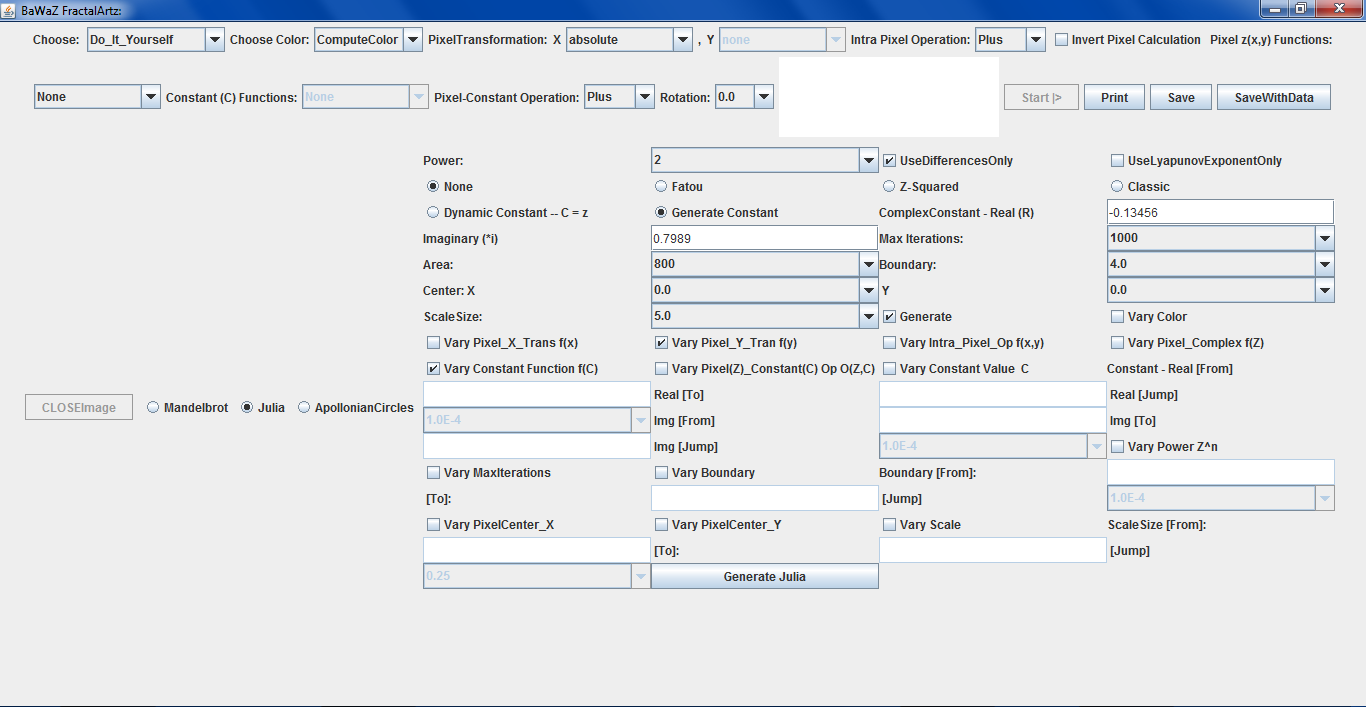 BaWaZ FractalArtz:
Choose: Do_It_Yourself Choose Color: ComputeColor PixelTransformation: X absolute , Y none Intra Pixel Operation: Plus Invert Pixel Calculation Pixel z(x,y) Functions:
None Constant (C) Functions: None Pixel-Constant Operation: Plus Rotation: 0.0 Start |> Print Save SaveWithData
Power: 2 UseDifferencesOnly UseLyapunovExponentOnly
None Fatou Z-Squared Classic
Dynamic Constant -- C = z Generate Constant ComplexConstant - Real (R) -0.13456
Imaginary (*i) 0.7989 Max Iterations: 1000
Area: 800 Boundary: 4.0
Center: X 0.0 Y 0.0
ScaleSize: 5.0 Generate Vary Color
Vary Pixel_X_Trans f(x) Vary Pixel_Y_Tran f(y) Vary Intra_Pixel_Op f(x,y) Vary Pixel_Complex f(Z)
Vary Constant Function f(C) Vary Pixel(Z)_Constant(C) Op O(Z,C) Vary Constant Value C Constant - Real [From]
Real [To] Real [Jump]
CLOSEImage Mandelbrot Julia ApollonianCircles
1.0E-4 Img [From] Img [To]
Img [Jump] 1.0E-4 Vary Power Z^n
Vary MaxIterations Vary Boundary Boundary [From]:
[To]: [Jump] 1.0E-4
Vary PixelCenter_X Vary PixelCenter_Y Vary Scale ScaleSize [From]:
[To]: [Jump]
0.25 Generate Julia